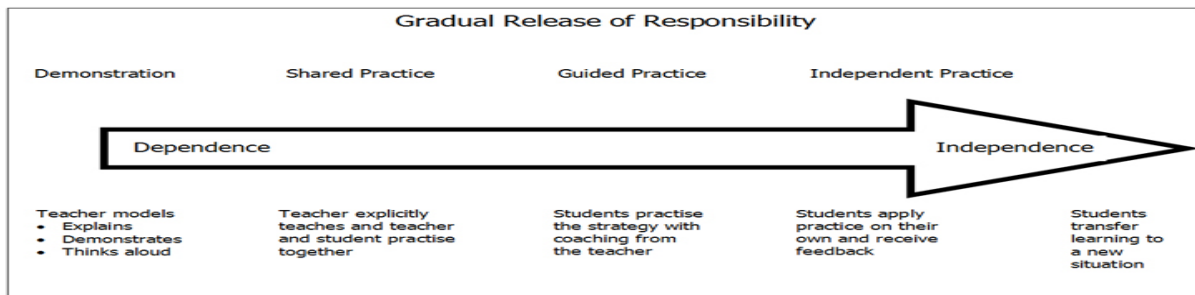 Gradual Release of Responsibility
Demonstration
Shared Practice
Guided Practice
Independent Practice
Dependence
Independence
Teacher models
• Explains
• Demonstrates
• Thinks aloud
Teacher explicitly
teaches and teacher
and student practise
together
Students practise
the strategy with
coaching from
the teacher
Students apply
practice on their
own and receive
feedback
Students
transfer
learning to
a new
situation